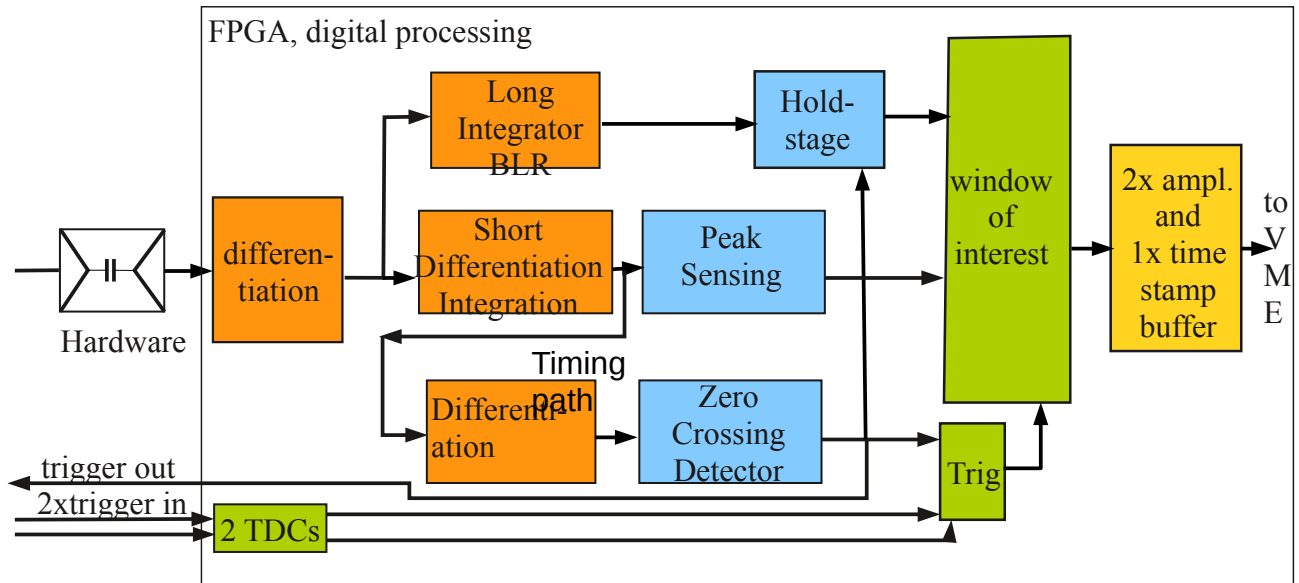 FPGA, digital processing
Long
Integrator
BLR
Hold-
stage
window
of
interest
2x ampl.
and
1x time
stamp
buffer
to
V
M
E
differen-
tiation
Short
Differentiation
Integration
Peak
Sensing
Hardware
Timing
path
Differenti-
ation
Zero
Crossing
Detector
Trig
trigger out
2xtrigger in
2 TDCs